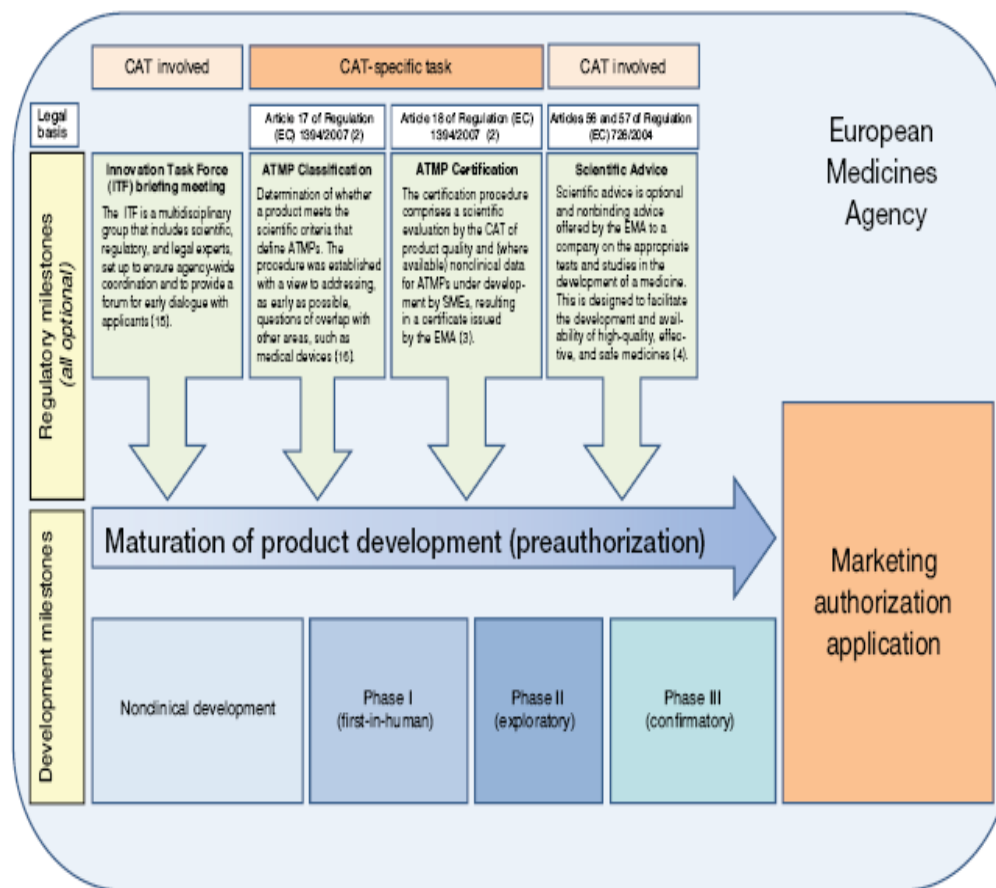 CAT involved
CAT-specific task
CAT involved
Legal
basis
Article 17 of Regulation
(EC) 1394/2007 (2)
Article 18 of Regulation (EC)
1394/2007 (2)
Articles 56 and 57 of Regulation
(EC) 726/2004
European
Medicines
Agency
Regulatory milestones
(all optional)
Innovation Task Force
(ITF) briefing meeting
The ITF is a multidisciplinary
group that includes scientific,
regulatory, and legal experts,
set up to ensure agency-wide
coordination and to provide a
forum for early dialogue with
applicants (15).
ATMP Classification
Determination of whether
a product meets the
scientific criteria that
define ATMPs. The
procedure was established
with a view to addressing,
as early as possible,
questions of overlap with
other areas, such as
medical devices (16).
ATMP Certification
The certification procedure
comprises a scientific
evaluation by the CAT of
product quality and (where
available) nonclinical data
for ATMPs under develop-
ment by SMEs, resulting
in a certificate issued
by the EMA (3).
Scientific Advice
Scientific advice is optional
and nonbinding advice
offered by the EMA to a
company on the appropriate
tests and studies in the
development of a medicine.
This is designed to facilitate
the development and avail-
ability of high-quality, effec-
tive, and safe medicines (4).
Maturation of product development (preauthorization)
Marketing
authorization
application
Development milestones
Nonclinical development
Phase I
(first-in-human)
Phase II
(exploratory)
Phase III
(confirmatory)